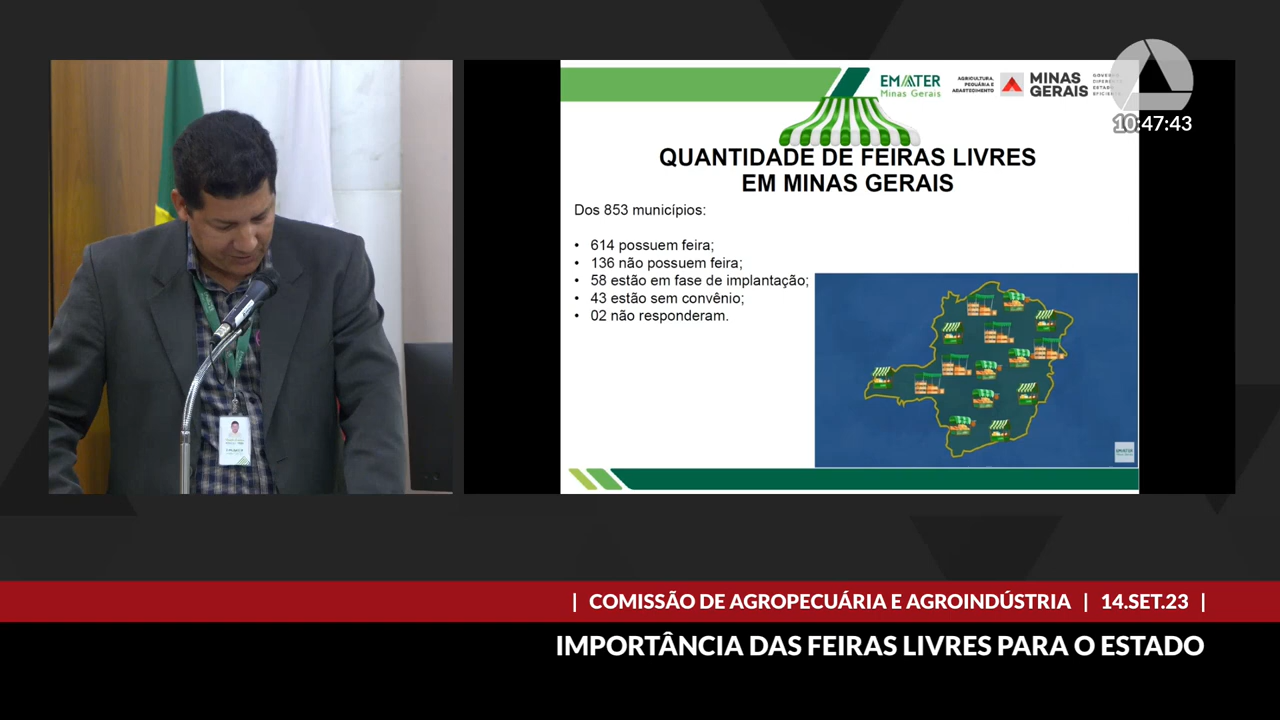 EMATER
Minas Gerais
AGRICULTURA,
PECUÁRIA E
ABASTECIMENTO
MINAS
GERAIS
10:47:43
QUANTIDADE DE FEIRAS LIVRES
EM MINAS GERAIS
Dos 853 municípios:
• 614 possuem feira;
• 136 não possuem feira;
• 58 estão em fase de implantação;
• 43 estão sem convênio;
• 02 não responderam.
| COMISSÃO DE AGROPECUÁRIA E AGROINDÚSTRIA | 14.SET.23 |
IMPORTÂNCIA DAS FEIRAS LIVRES PARA O ESTADO